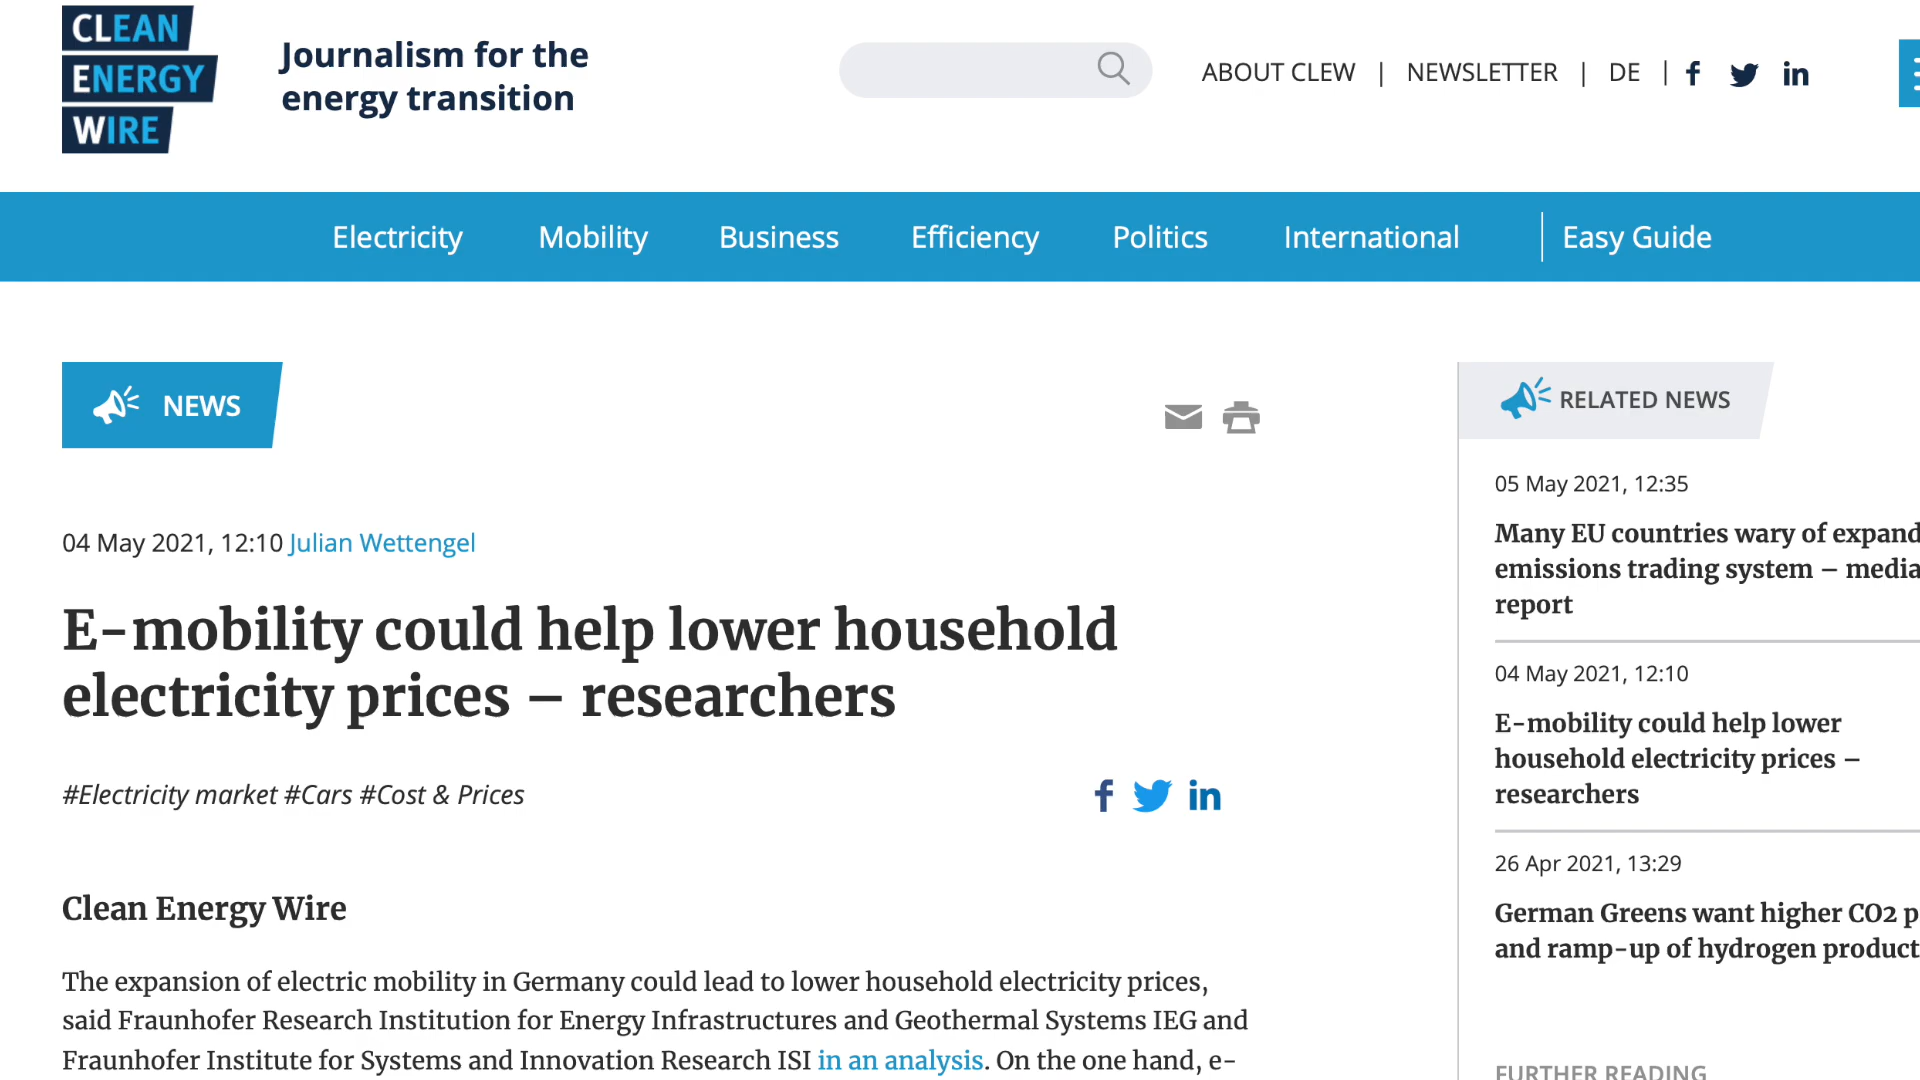 CLEAN
ENERGY
WIRE
Journalism for the
energy transition
ABOUT CLEW | NEWSLETTER | DE |
Electricity Mobility Business Efficiency Politics International Easy Guide
NEWS
04 May 2021, 12:10 Julian Wettengel
E-mobility could help lower household
electricity prices – researchers
#Electricity market #Cars #Cost & Prices
Clean Energy Wire
The expansion of electric mobility in Germany could lead to lower household electricity prices,
said Fraunhofer Research Institution for Energy Infrastructures and Geothermal Systems IEG and
Fraunhofer Institute for Systems and Innovation Research ISI in an analysis. On the one hand, e-
RELATED NEWS
05 May 2021, 12:35
Many EU countries wary of expand
emissions trading system – media
report
04 May 2021, 12:10
E-mobility could help lower
household electricity prices –
researchers
26 Apr 2021, 13:29
German Greens want higher CO2 p
and ramp-up of hydrogen product
FURTHER READING